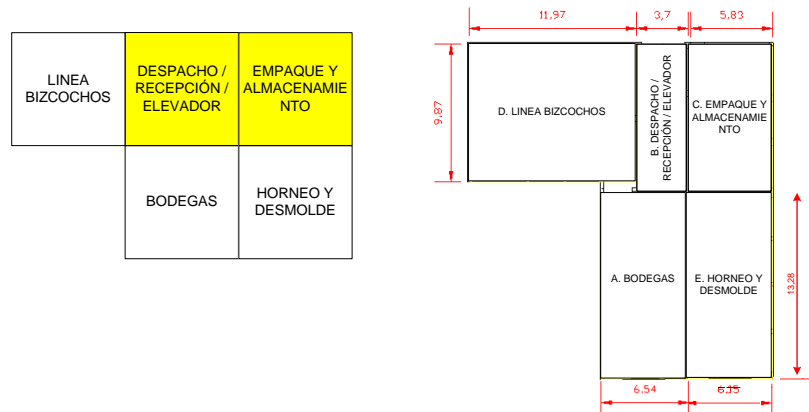 LINEA
BIZCOCHOS
DESPACHO /
RECEPCIÓN /
ELEVADOR
EMPAQUE Y
ALMACENAMIE
NTO
BODEGAS
HORNEO Y
DESMOLDE
11,97
3,7
5,83
9,87
D. LINEA BIZCOCHOS
B. DESPACHO /
RECEPCIÓN / ELEVADOR
C. EMPAQUE Y
ALMACENAMIE
NTO
A. BODEGAS
E. HORNEO Y
DESMOLDE
13,28
6.54
6.15